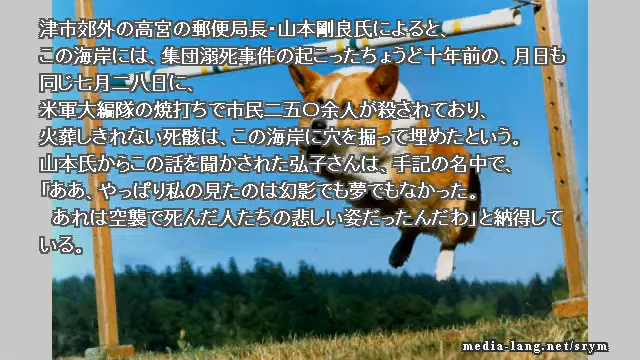 津市郊外の高宮の郵便局長・山本剛良氏によると、
この海岸には、集団溺死事件の起こったちょうど十年前の、月日も
同じ七月二八日に、
米軍大編隊の焼打ちで市民二五〇余人が殺されており、
火葬しきれない死骸は、この海岸に穴を掘って埋めたという。
山本氏からこの話を聞かされた弘子さんは、手記の名中で、
「ああ、やっぱり私の見たのは幻影でも夢でもなかった。
　あれは空襲で死んだ人たちの悲しい姿だったんだわ」と納得して
いる。
media-lang.net/srym